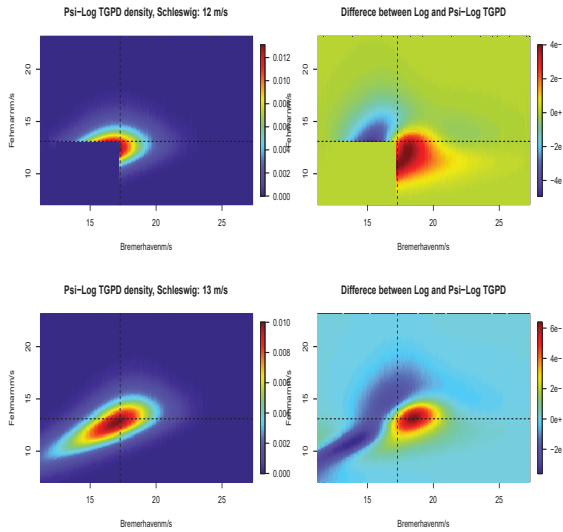 Psi-Log TGPD density, Schleswig: 12 m/s
Fehmarnm/s
10 15 20
15 20 25
Bremerhavenm/s
0.000 0.002 0.004 0.006 0.008 0.010 0.012
Differece between Log and Psi-Log TGPD
Fehmarnm/s
10 15 20
15 20 25
Bremerhavenm/s
−4e− −2e− 0e+ 2e− 4e−
Psi-Log TGPD density, Schleswig: 13 m/s
Fehmarnm/s
10 15 20
15 20 25
Bremerhavenm/s
0.000 0.002 0.004 0.006 0.008 0.010
Differece between Log and Psi-Log TGPD
Fehmarnm/s
10 15 20
15 20 25
Bremerhavenm/s
−2e− 0e+ 2e− 4e− 6e−